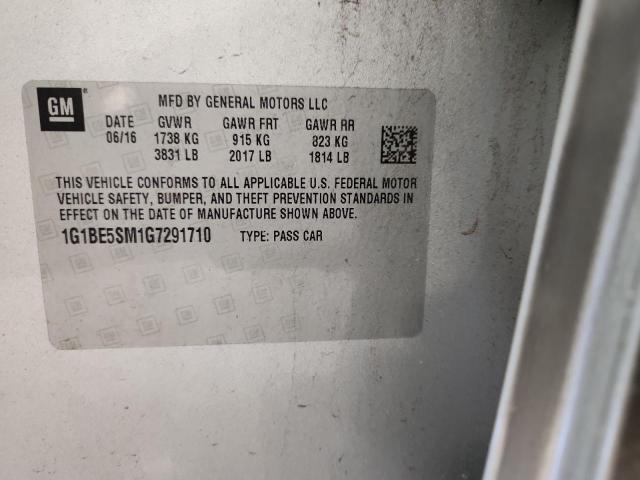 GM®
MFD BY GENERAL MOTORS LLC
DATE GVWR GAWR FRT GAWR RR
06/16 1738 KG 915 KG 823 KG
3831 LB 2017 LB 1814 LB
THIS VEHICLE CONFORMS TO ALL APPLICABLE U.S. FEDERAL MOTOR
VEHICLE SAFETY, BUMPER, AND THEFT PREVENTION STANDARDS IN
EFFECT ON THE DATE OF MANUFACTURE SHOWN ABOVE.
1G1BE5SM1G7291710 TYPE: PASS CAR